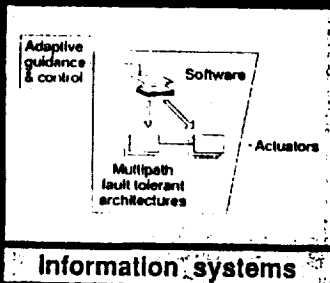 Adaptive
guidance
& control
Software
Actuators
Multipath
fault tolerant
architectures
Information systems